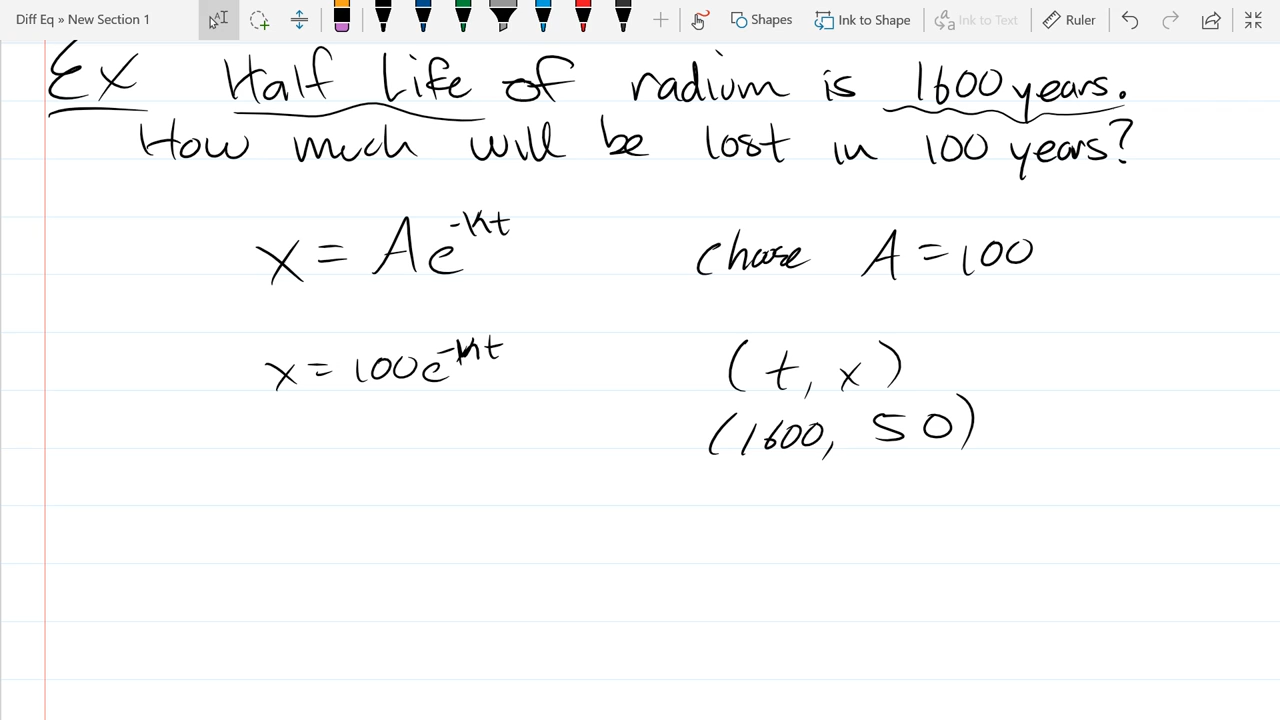 Diff Eq » New Section 1
Shapes
Ink to Shape
Ink to Text
Ruler
Ex Half Life of radium is 1600 years.
How much will be lost in 100 years?
x = Ae^-kt chose A = 100
x = 100e^-kt (t, x)
(1600, 50)